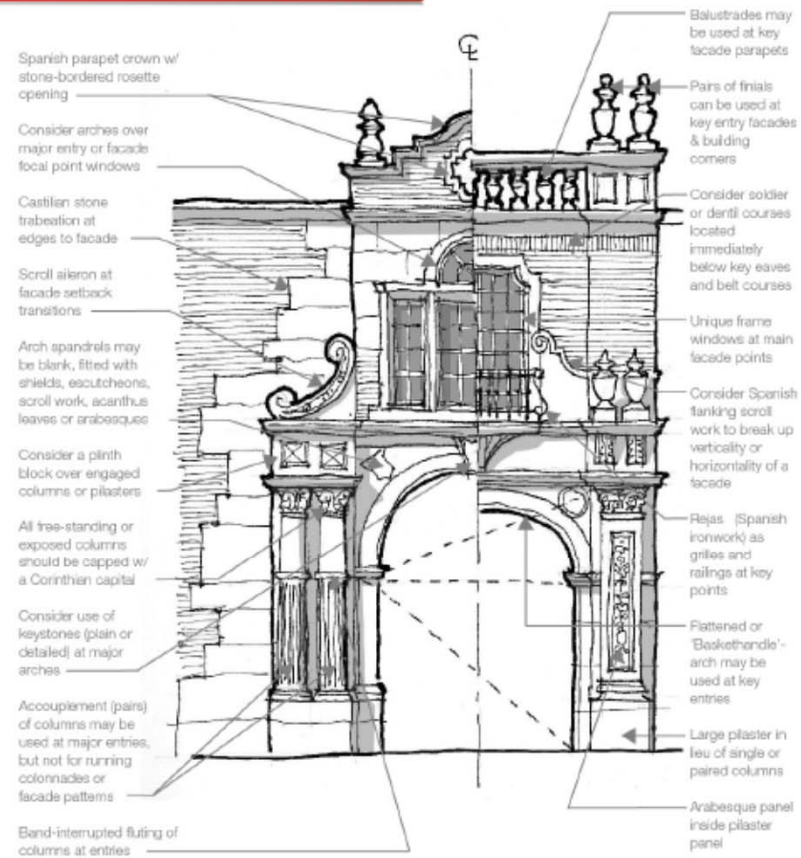 Spanish parapet crown w/
stone-bordered rosette
opening
Consider arches over
major entry or facade
focal point windows
Castilian stone
trabeation at
edges to facade
Scroll aileron at
facade setback
transitions
Arch spandrels may
be blank, fitted with
shields, escutcheons,
scroll work, acanthus
leaves or arabesques
Consider a plinth
block over engaged
columns or pilasters
All free-standing or
exposed columns
should be capped w/
a Corinthian capital
Consider use of
keystones (plain or
detailed) at major
arches
Accouplement (pairs)
of columns may be
used at major entries,
but not for running
colonnades or
facade patterns
Band-interrupted fluting of
columns at entries
CL
Balustrades may
be used at key
facade parapets
Pairs of finials
can be used at
key entry facades
& building
corners
Consider soldier
or dentil courses
located
immediately
below key eaves
and belt courses
Unique frame
windows at main
facade points
Consider Spanish
flanking scroll
work to break up
verticality or
horizontality of a
facade
Rejas (Spanish
ironwork) as
grilles and
railings at key
points
Flattened or
'Baskethandle'-
arch may be
used at key
entries
Large pilaster in
lieu of single or
paired columns
Arabesque panel
inside pilaster
panel